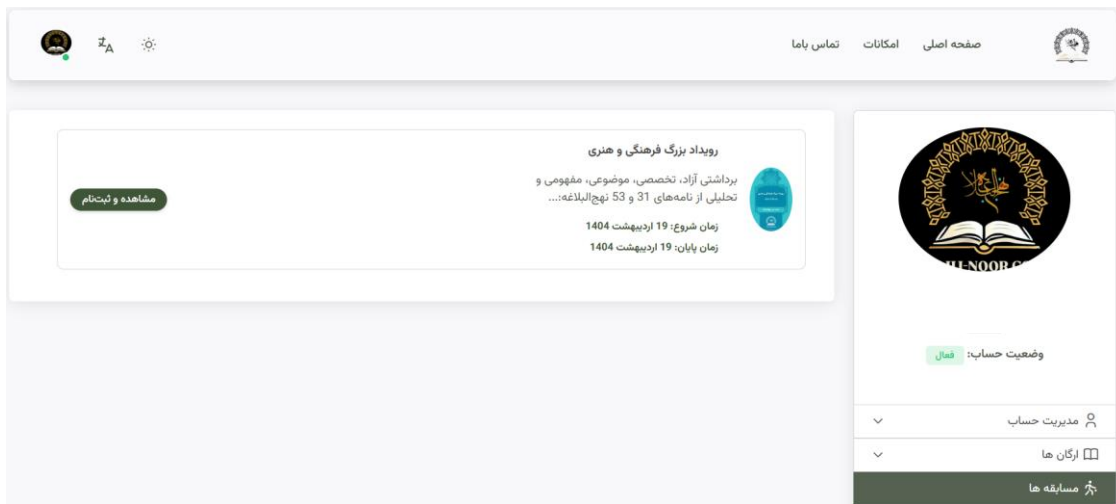 صفحه اصلی امکانات تماس باما
رویداد بزرگ فرهنگی و هنری
برداشتی آزاد، تخصصی، موضوعی، مفهومی و
تحلیلی از نامه‌های 31 و 53 نهج‌البلاغه:...
زمان شروع: 19 اردیبهشت 1404
زمان پایان: 19 اردیبهشت 1404
مشاهده و ثبت‌نام
وضعیت حساب: فعال
مدیریت حساب
ارگان ها
مسابقه ها